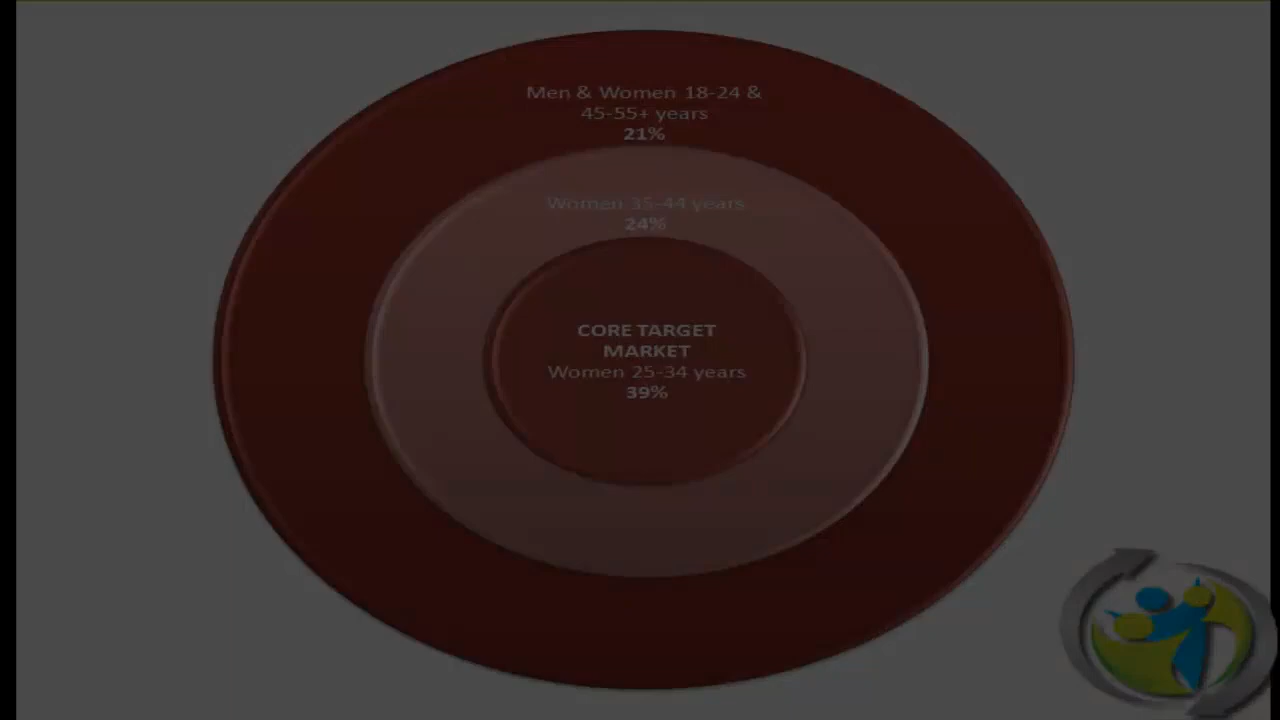 Men & Women 18-24 &
45-55+ years
21%
Women 35-44 years
24%
CORE TARGET
MARKET
Women 25-34 years
39%